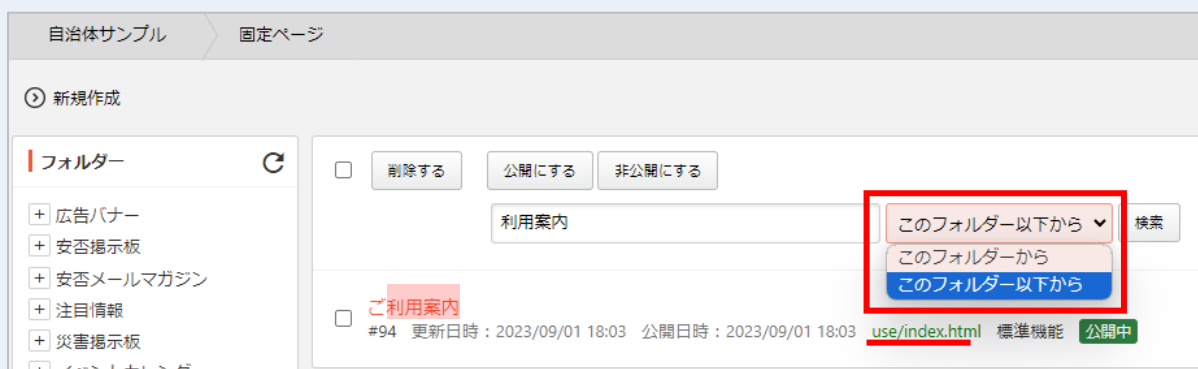 自治体サンプル 固定ページ
新規作成
フォルダー
削除する 公開にする 非公開にする
広告バナー
安否掲示板
安否メールマガジン
注目情報
災害掲示板
利用案内 このフォルダー以下から 検索
このフォルダーから
このフォルダー以下から
ご利用案内
#94 更新日時：2023/09/01 18:03 公開日時：2023/09/01 18:03 use/index.html 標準機能 公開中